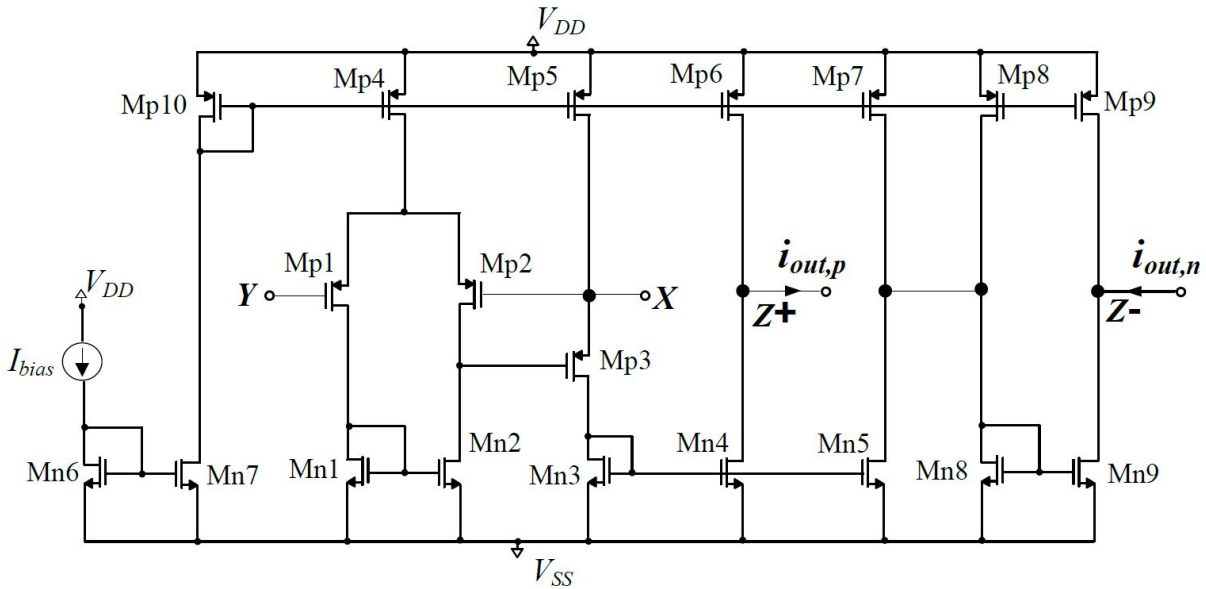 V_DD
Mp4 Mp5 Mp6 Mp7 Mp8
Mp10 Mp9
Mp1 Mp2 i_out,p i_out,n
V_DD
Y X Z+ Z-
I_bias
Mp3
Mn6 Mn7 Mn1 Mn2 Mn3 Mn4 Mn5 Mn8 Mn9
V_SS